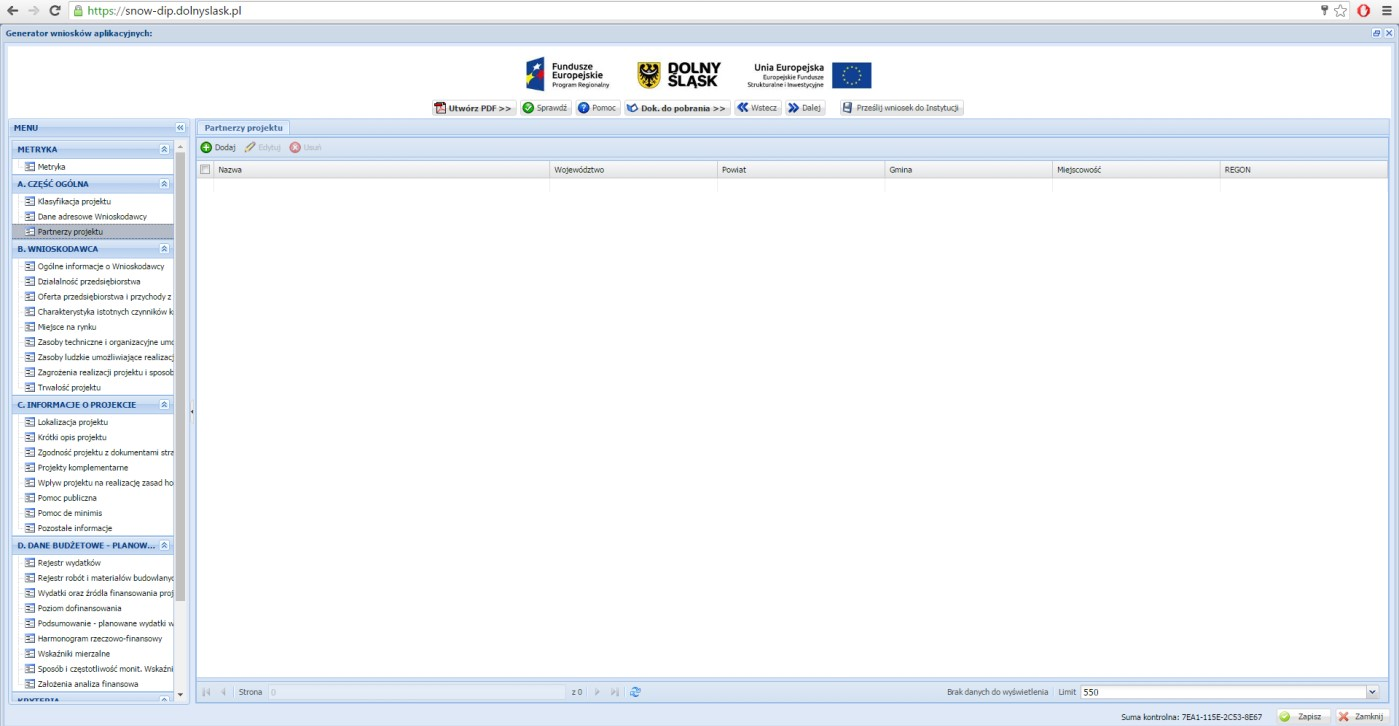 https://snow-dip.dolnyslask.pl
Generator wniosków aplikacyjnych:
Fundusze
Europejskie
Program Regionalny
DOLNY
ŚLĄSK
Unia Europejska
Europejskie Fundusze
Strukturalne i Inwestycyjne
Utwórz PDF >> Sprawdź Pomoc Dok. do pobrania >> Wstecz Dalej Prześlij wniosek do Instytucji
MENU
METRYKA
Metryka
A. CZĘŚĆ OGÓLNA
Klasyfikacja projektu
Dane adresowe Wnioskodawcy
Partnerzy projektu
B. WNIOSKODAWCA
Ogólne informacje o Wnioskodawcy
Działalność przedsiębiorstwa
Oferta przedsiębiorstwa i przychody z
Charakterystyka istotnych czynników k
Miejsce na rynku
Zasoby techniczne i organizacyjne umo
Zasoby ludzkie umożliwiające realizacj
Zagrożenia realizacji projektu i sposob
Trwałość projektu
C. INFORMACJE O PROJEKCIE
Lokalizacja projektu
Krótki opis projektu
Zgodność projektu z dokumentami stra
Projekty komplementarne
Wpływ projektu na realizację zasad ho
Pomoc publiczna
Pomoc de minimis
Pozostałe informacje
D. DANE BUDŻETOWE - PLANOW...
Rejestr wydatków
Rejestr robót i materiałów budowlanyc
Wydatki oraz źródła finansowania proj
Poziom dofinansowania
Podsumowanie - planowane wydatki w
Harmonogram rzeczowo-finansowy
Wskaźniki mierzalne
Sposób i częstotliwość monit. Wskaźni
Założenia analiza finansowa
KRYTERIA
Partnerzy projektu
Dodaj Edytuj Usuń
Nazwa Województwo Powiat Gmina Miejscowość REGON
Strona 0 z 0 Brak danych do wyświetlenia Limit 550
Suma kontrolna: 7EA1-115E-2C53-8E67 Zapisz Zamknij